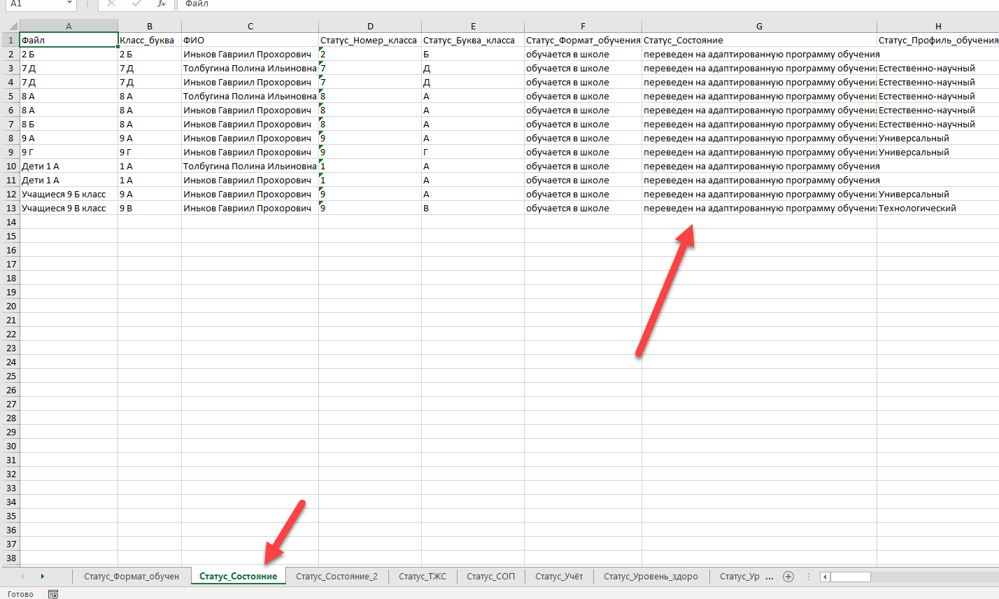 A1 fx Файл
A B C D E F G H
1 Файл Класс_буква ФИО Статус_Номер_класса Статус_Буква_класса Статус_Формат_обучения Статус_Состояние Статус_Профиль_обучения
2 2 Б 2 Б Иньков Гавриил Прохорович 2 Б обучается в школе переведен на адаптированную программу обучения
3 7 Д 7 Д Толбугина Полина Ильиновна 7 Д обучается в школе переведен на адаптированную программу обучения Естественно-научный
4 7 Д 7 Д Иньков Гавриил Прохорович 7 Д обучается в школе переведен на адаптированную программу обучения Естественно-научный
5 8 А 8 А Толбугина Полина Ильиновна 8 А обучается в школе переведен на адаптированную программу обучения Естественно-научный
6 8 А 8 А Иньков Гавриил Прохорович 8 А обучается в школе переведен на адаптированную программу обучения Естественно-научный
7 8 Б 8 А Иньков Гавриил Прохорович 8 А обучается в школе переведен на адаптированную программу обучения Естественно-научный
8 9 А 9 А Иньков Гавриил Прохорович 9 А обучается в школе переведен на адаптированную программу обучения Универсальный
9 9 Г 9 Г Иньков Гавриил Прохорович 9 Г обучается в школе переведен на адаптированную программу обучения Универсальный
10 Дети 1 А 1 А Толбугина Полина Ильиновна 1 А обучается в школе переведен на адаптированную программу обучения
11 Дети 1 А 1 А Иньков Гавриил Прохорович 1 А обучается в школе переведен на адаптированную программу обучения
12 Учащиеся 9 Б класс 9 А Иньков Гавриил Прохорович 9 А обучается в школе переведен на адаптированную программу обучения Универсальный
13 Учащиеся 9 В класс 9 В Иньков Гавриил Прохорович 9 В обучается в школе переведен на адаптированную программу обучения Технологический
14
15
16
17
18
19
20
21
22
23
24
25
26
27
28
29
30
31
32
33
34
35
36
37
38
Статус_Формат_обучен Статус_Состояние Статус_Состояние_2 Статус_ТЖС Статус_СОП Статус_Учёт Статус_Уровень_здоро Статус_Ур ...
Готово